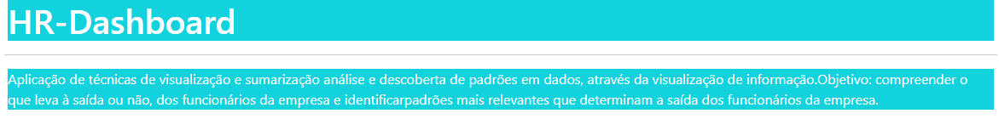 HR-Dashboard
Aplicação de técnicas de visualização e sumarização análise e descoberta de padrões em dados, através da visualização de informação.Objetivo: compreender o
que leva à saída ou não, dos funcionários da empresa e identificarpadrões mais relevantes que determinam a saída dos funcionários da empresa.